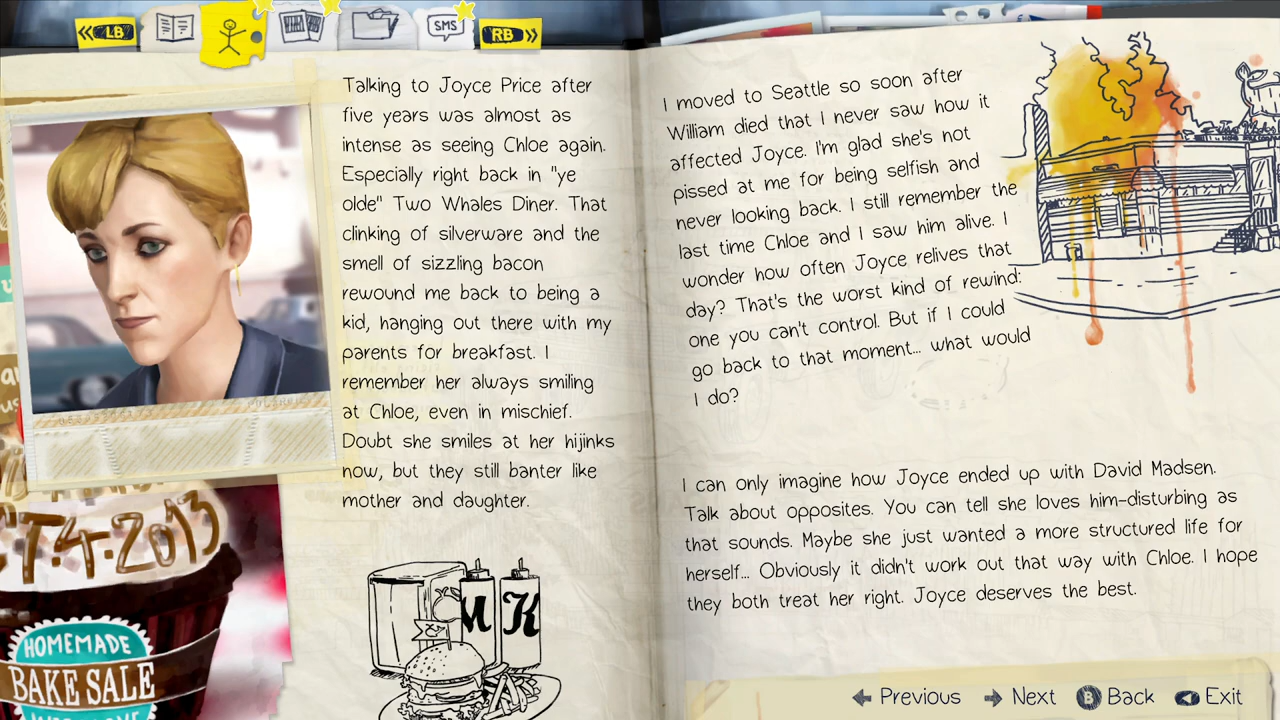 LB
SMS
RB
Talking to Joyce Price after
five years was almost as
intense as seeing Chloe again.
Especially right back in "ye
olde" Two Whales Diner. That
clinking of silverware and the
smell of sizzling bacon
rewound me back to being a
kid, hanging out there with my
parents for breakfast. I
remember her always smiling
at Chloe, even in mischief.
Doubt she smiles at her hijinks
now, but they still banter like
mother and daughter.
M K
CT.4.2013
HOMEMADE
BAKE SALE
I moved to Seattle so soon after
William died that I never saw how it
affected Joyce. I'm glad she's not
pissed at me for being selfish and
never looking back. I still remember the
last time Chloe and I saw him alive. I
wonder how often Joyce relives that
day? That's the worst kind of rewind:
one you can't control. But if I could
go back to that moment... what would
I do?
I can only imagine how Joyce ended up with David Madsen.
Talk about opposites. You can tell she loves him-disturbing as
that sounds. Maybe she just wanted a more structured life for
herself... Obviously it didn't work out that way with Chloe. I hope
they both treat her right. Joyce deserves the best.
Previous Next B Back Exit